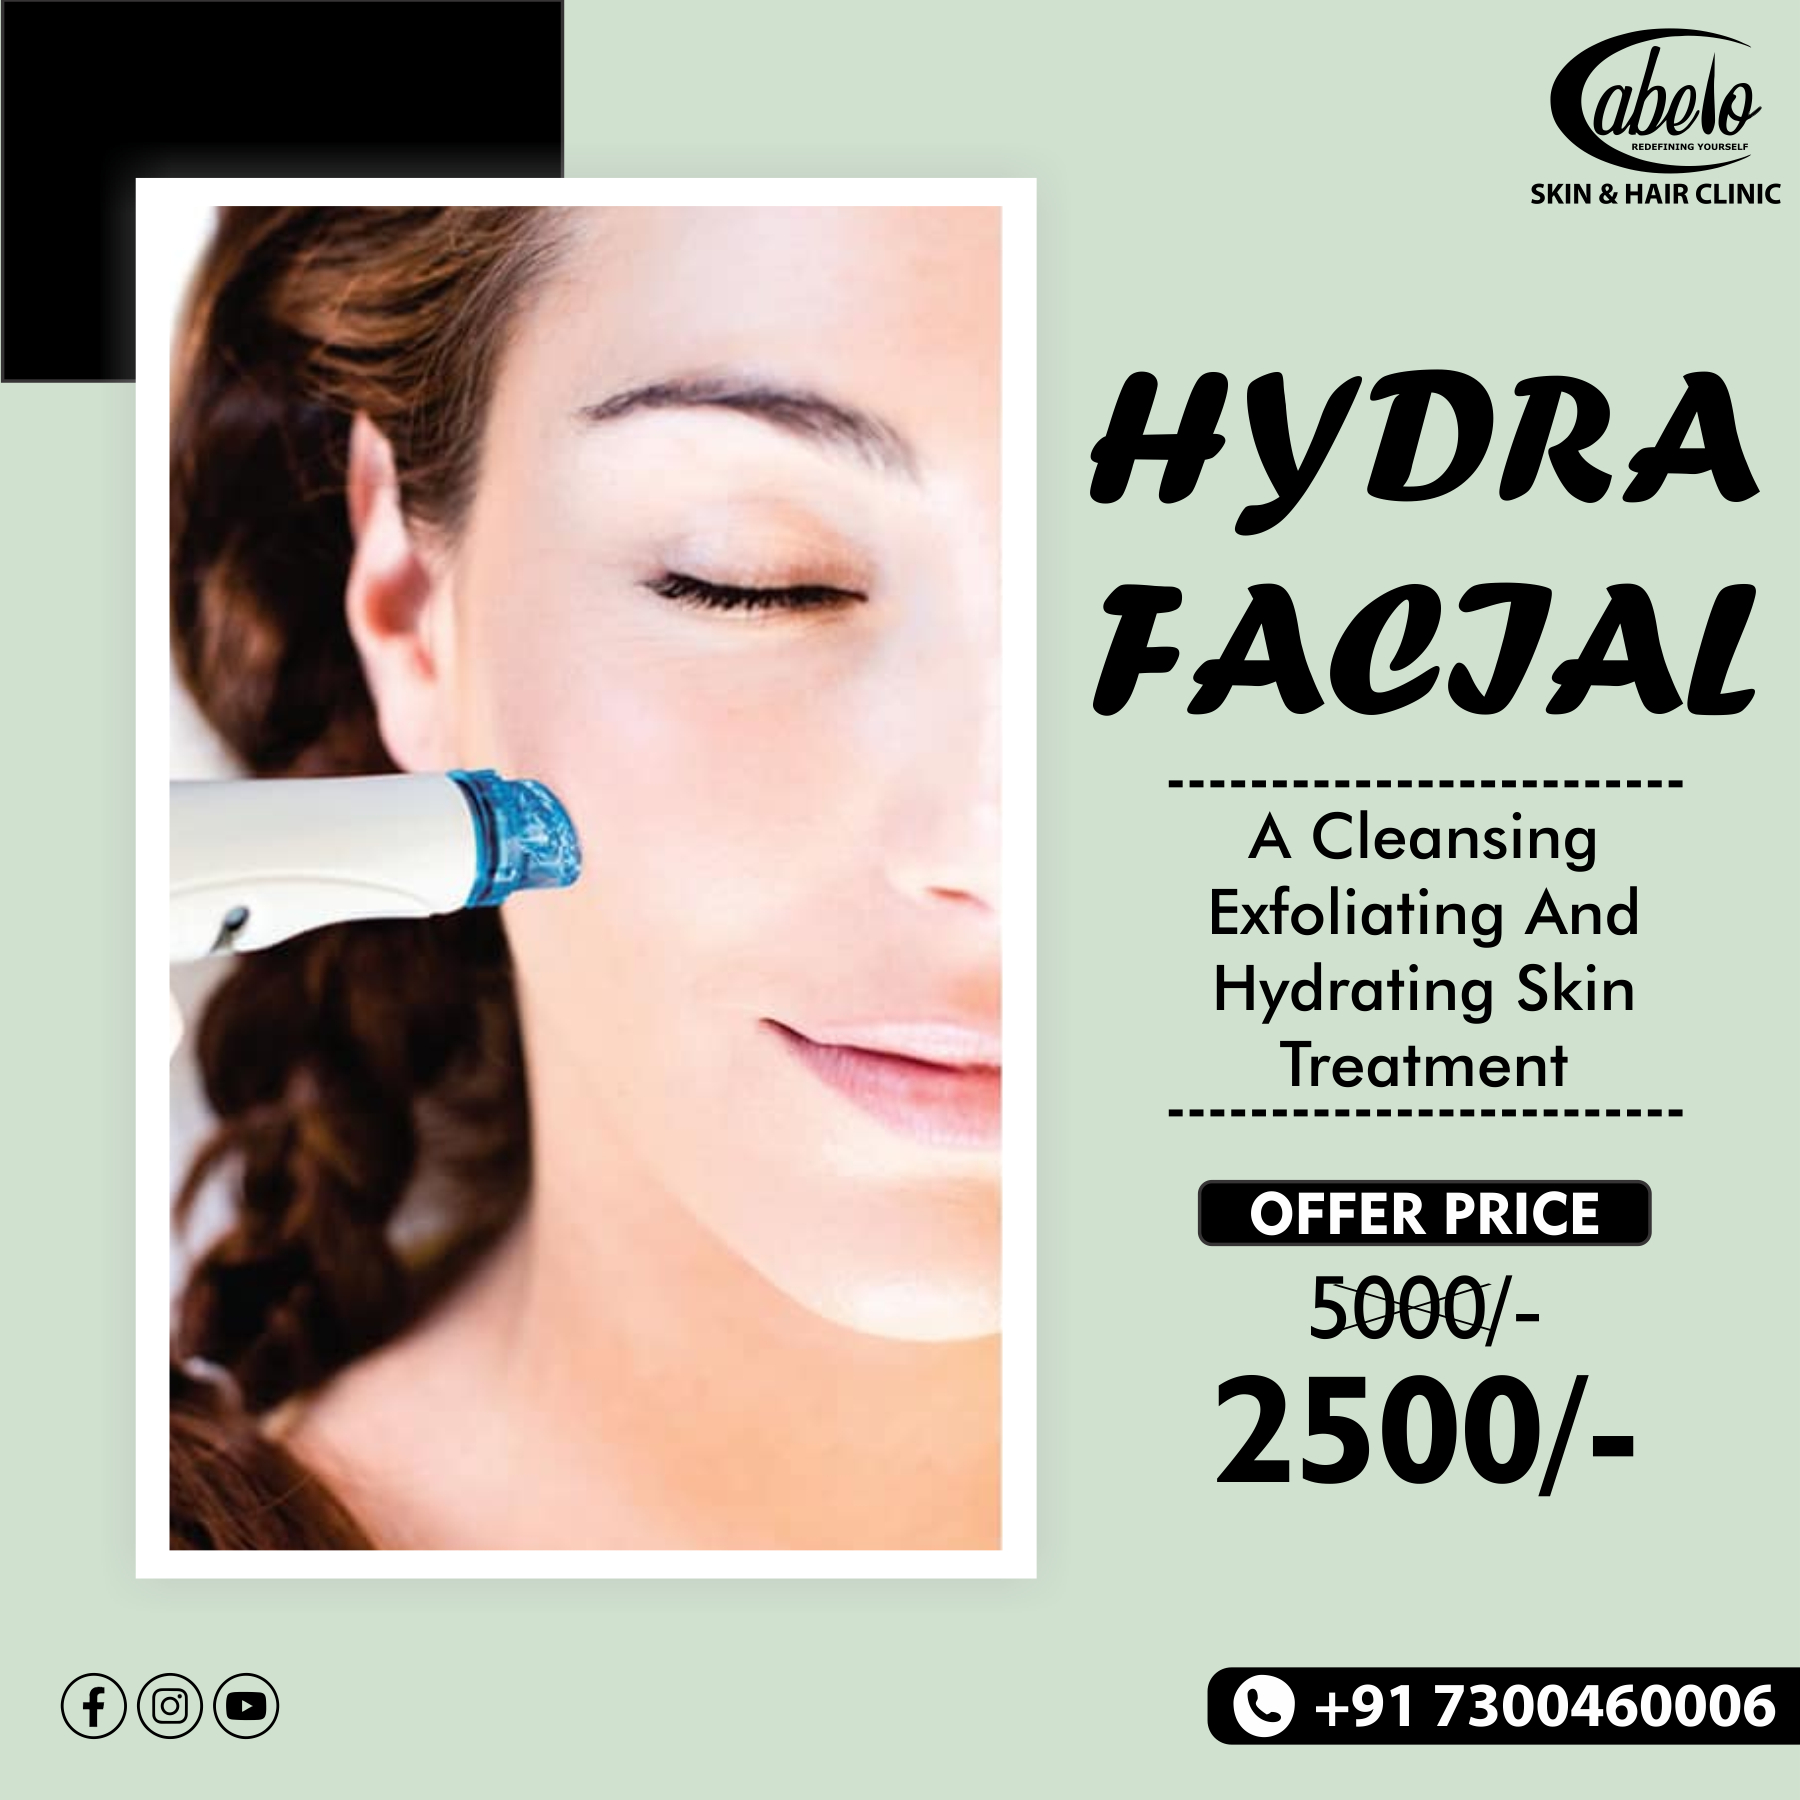 Cabelo
REDEFINING YOURSELF
SKIN & HAIR CLINIC
HYDRA
FACIAL
-------------------------
A Cleansing
Exfoliating And
Hydrating Skin
Treatment
-------------------------
OFFER PRICE
5000/-
2500/-
+91 7300460006